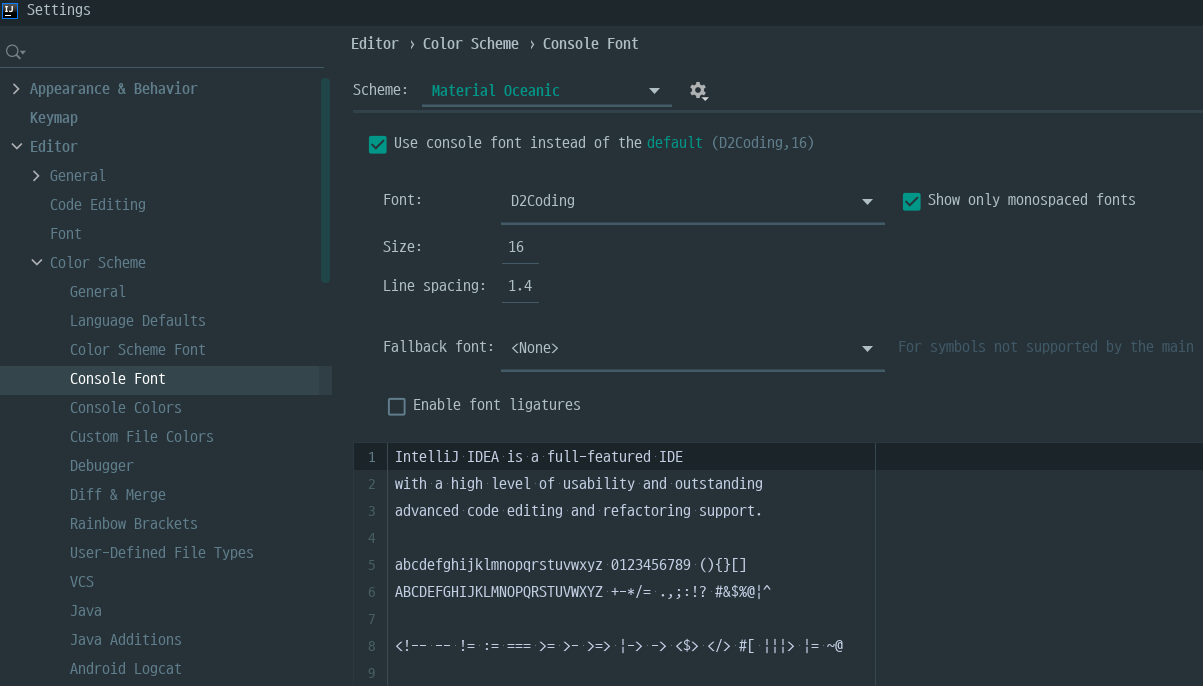 IJ Settings
Appearance & Behavior
Keymap
Editor
General
Code Editing
Font
Color Scheme
General
Language Defaults
Color Scheme Font
Console Font
Console Colors
Custom File Colors
Debugger
Diff & Merge
Rainbow Brackets
User-Defined File Types
VCS
Java
Java Additions
Android Logcat
Editor › Color Scheme › Console Font
Scheme: Material Oceanic
Use console font instead of the default (D2Coding,16)
Font: D2Coding Show only monospaced fonts
Size: 16
Line spacing: 1.4
Fallback font: <None> For symbols not supported by the main
Enable font ligatures
1 IntelliJ IDEA is a full-featured IDE
2 with a high level of usability and outstanding
3 advanced code editing and refactoring support.
4
5 abcdefghijklmnopqrstuvwxyz 0123456789 (){}[]
6 ABCDEFGHIJKLMNOPQRSTUVWXYZ +-*/= .,;:!? #&$%@¦^
7
8 <!-- -- != := === >= >- >=> ¦-> -> <$> </> #[ ¦¦¦> ¦= ~@
9